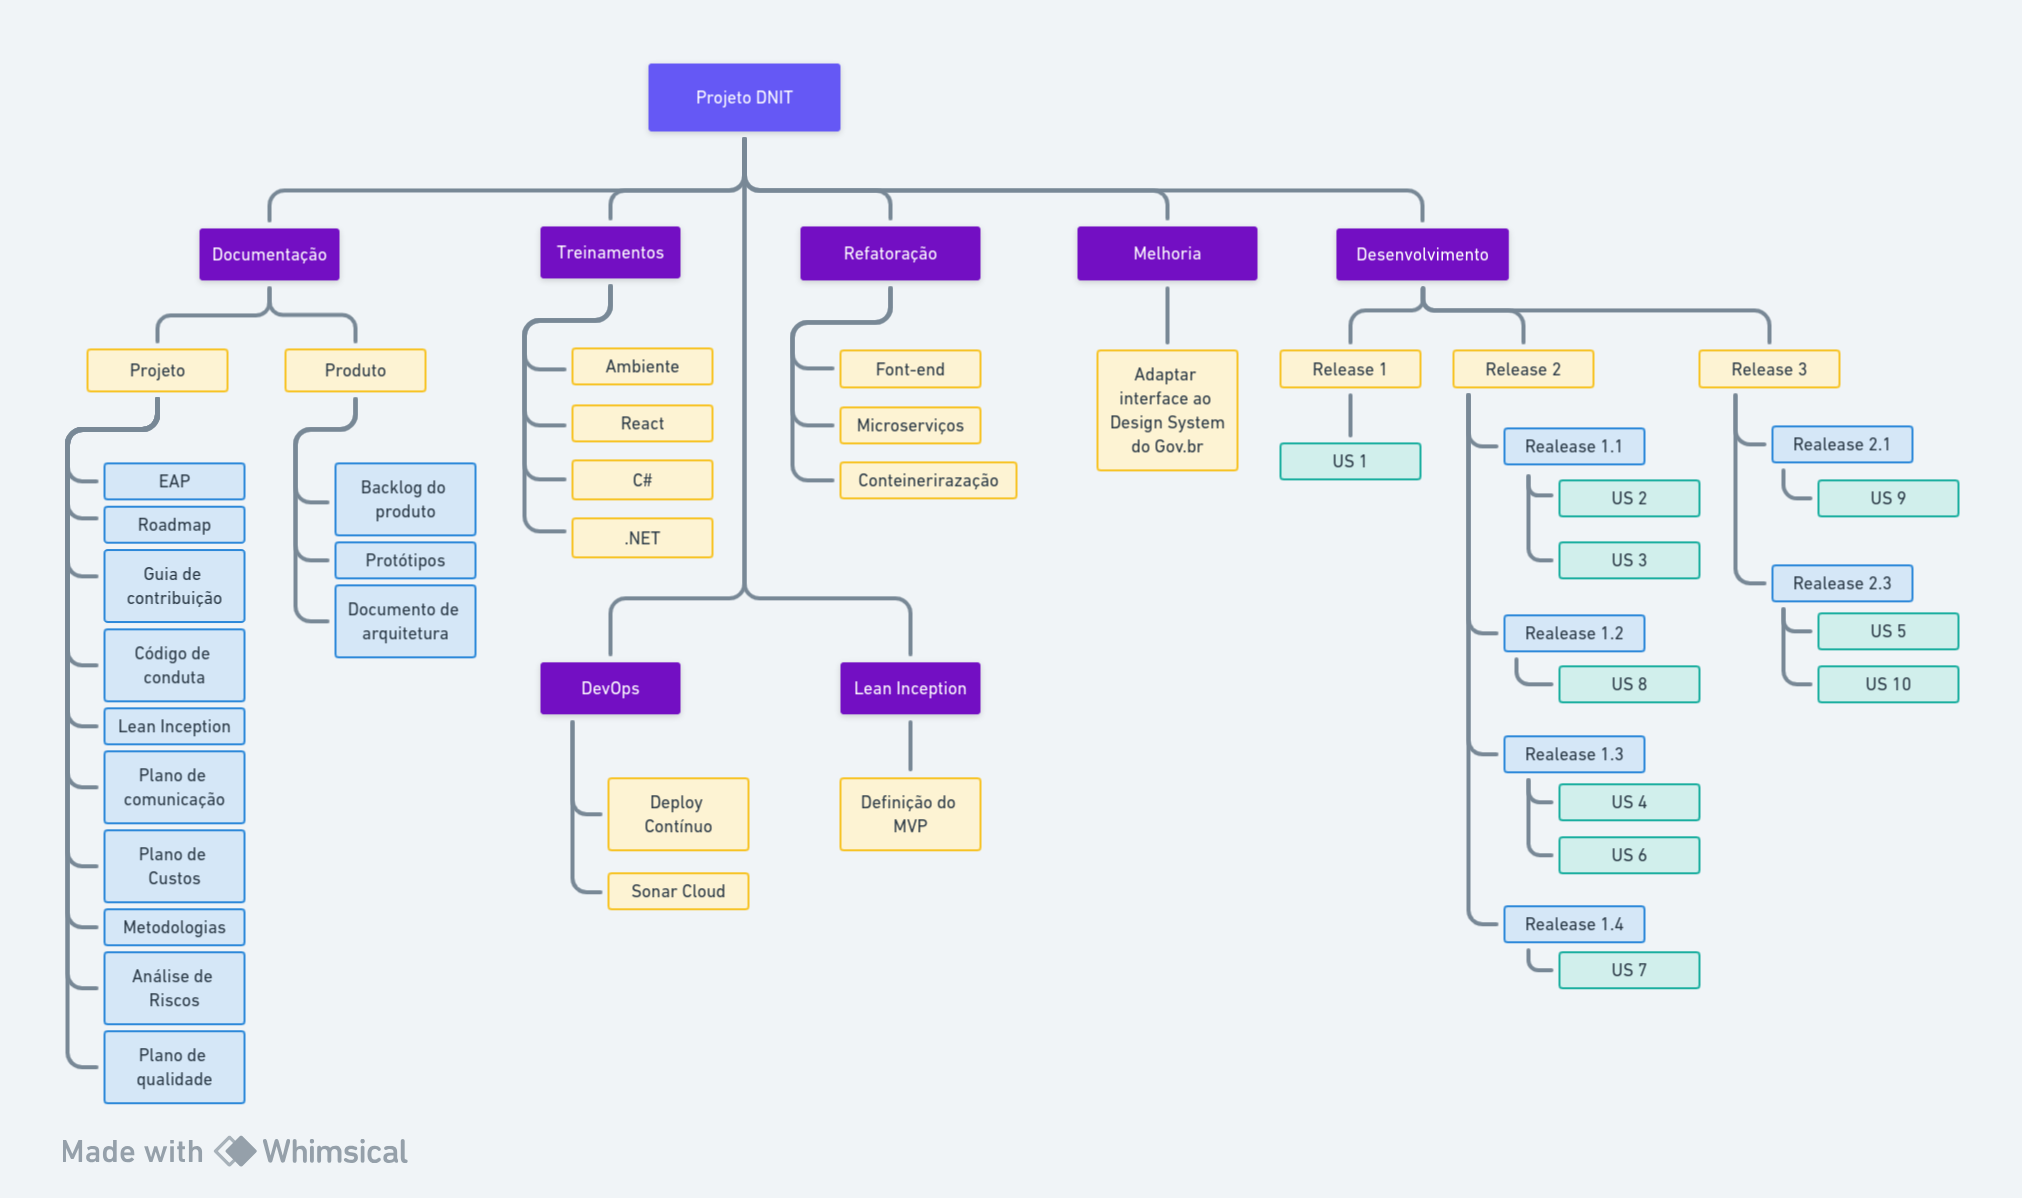 Projeto DNIT
Documentação
Treinamentos
Refatoração
Melhoria
Desenvolvimento
Projeto
Produto
EAP
Roadmap
Guia de
contribuição
Código de
conduta
Lean Inception
Plano de
comunicação
Plano de
Custos
Metodologias
Análise de
Riscos
Plano de
qualidade
Backlog do
produto
Protótipos
Documento de
arquitetura
Ambiente
React
C#
.NET
Font-end
Microserviços
Conteinerirazação
Adaptar
interface ao
Design System
do Gov.br
Release 1
US 1
Release 2
Realease 1.1
US 2
US 3
Realease 1.2
US 8
Realease 1.3
US 4
US 6
Realease 1.4
US 7
Release 3
Realease 2.1
US 9
Realease 2.3
US 5
US 10
DevOps
Deploy
Contínuo
Sonar Cloud
Lean Inception
Definição do
MVP
Made with Whimsical